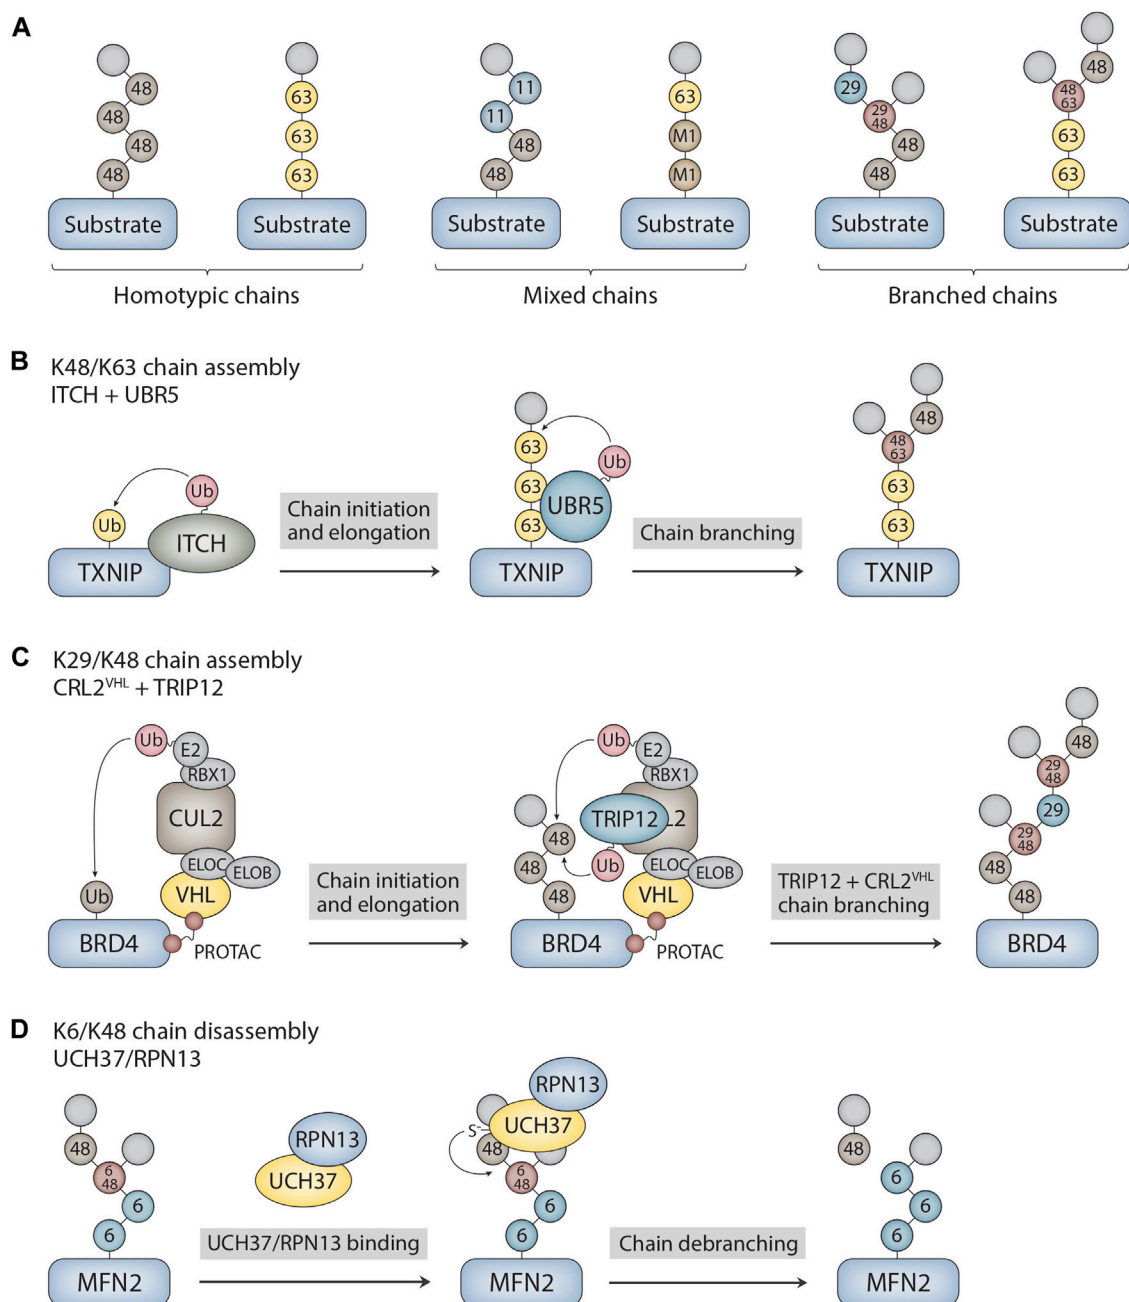 A
48
48
48
48
Substrate
63
63
63
Substrate
Homotypic chains
11
11
48
48
Substrate
63
M1
M1
Substrate
Mixed chains
29
29
48
48
48
Substrate
48
48
63
63
63
Substrate
Branched chains
B
K48/K63 chain assembly
ITCH + UBR5
Ub
Ub
ITCH
TXNIP
Chain initiation
and elongation
63
63
63
Ub
UBR5
TXNIP
Chain branching
48
48
63
63
63
TXNIP
C
K29/K48 chain assembly
CRL2VHL + TRIP12
Ub
E2
RBX1
CUL2
ELOC
ELOB
VHL
Ub
BRD4
PROTAC
Chain initiation
and elongation
Ub
E2
RBX1
TRIP12
L2
48
48
48
Ub
ELOC
ELOB
VHL
BRD4
PROTAC
TRIP12 + CRL2VHL
chain branching
48
29
48
29
29
48
48
48
BRD4
D
K6/K48 chain disassembly
UCH37/RPN13
48
6
48
6
6
MFN2
RPN13
UCH37
UCH37/RPN13 binding
RPN13
UCH37
S-
48
6
48
6
6
MFN2
Chain debranching
48
6
6
6
MFN2